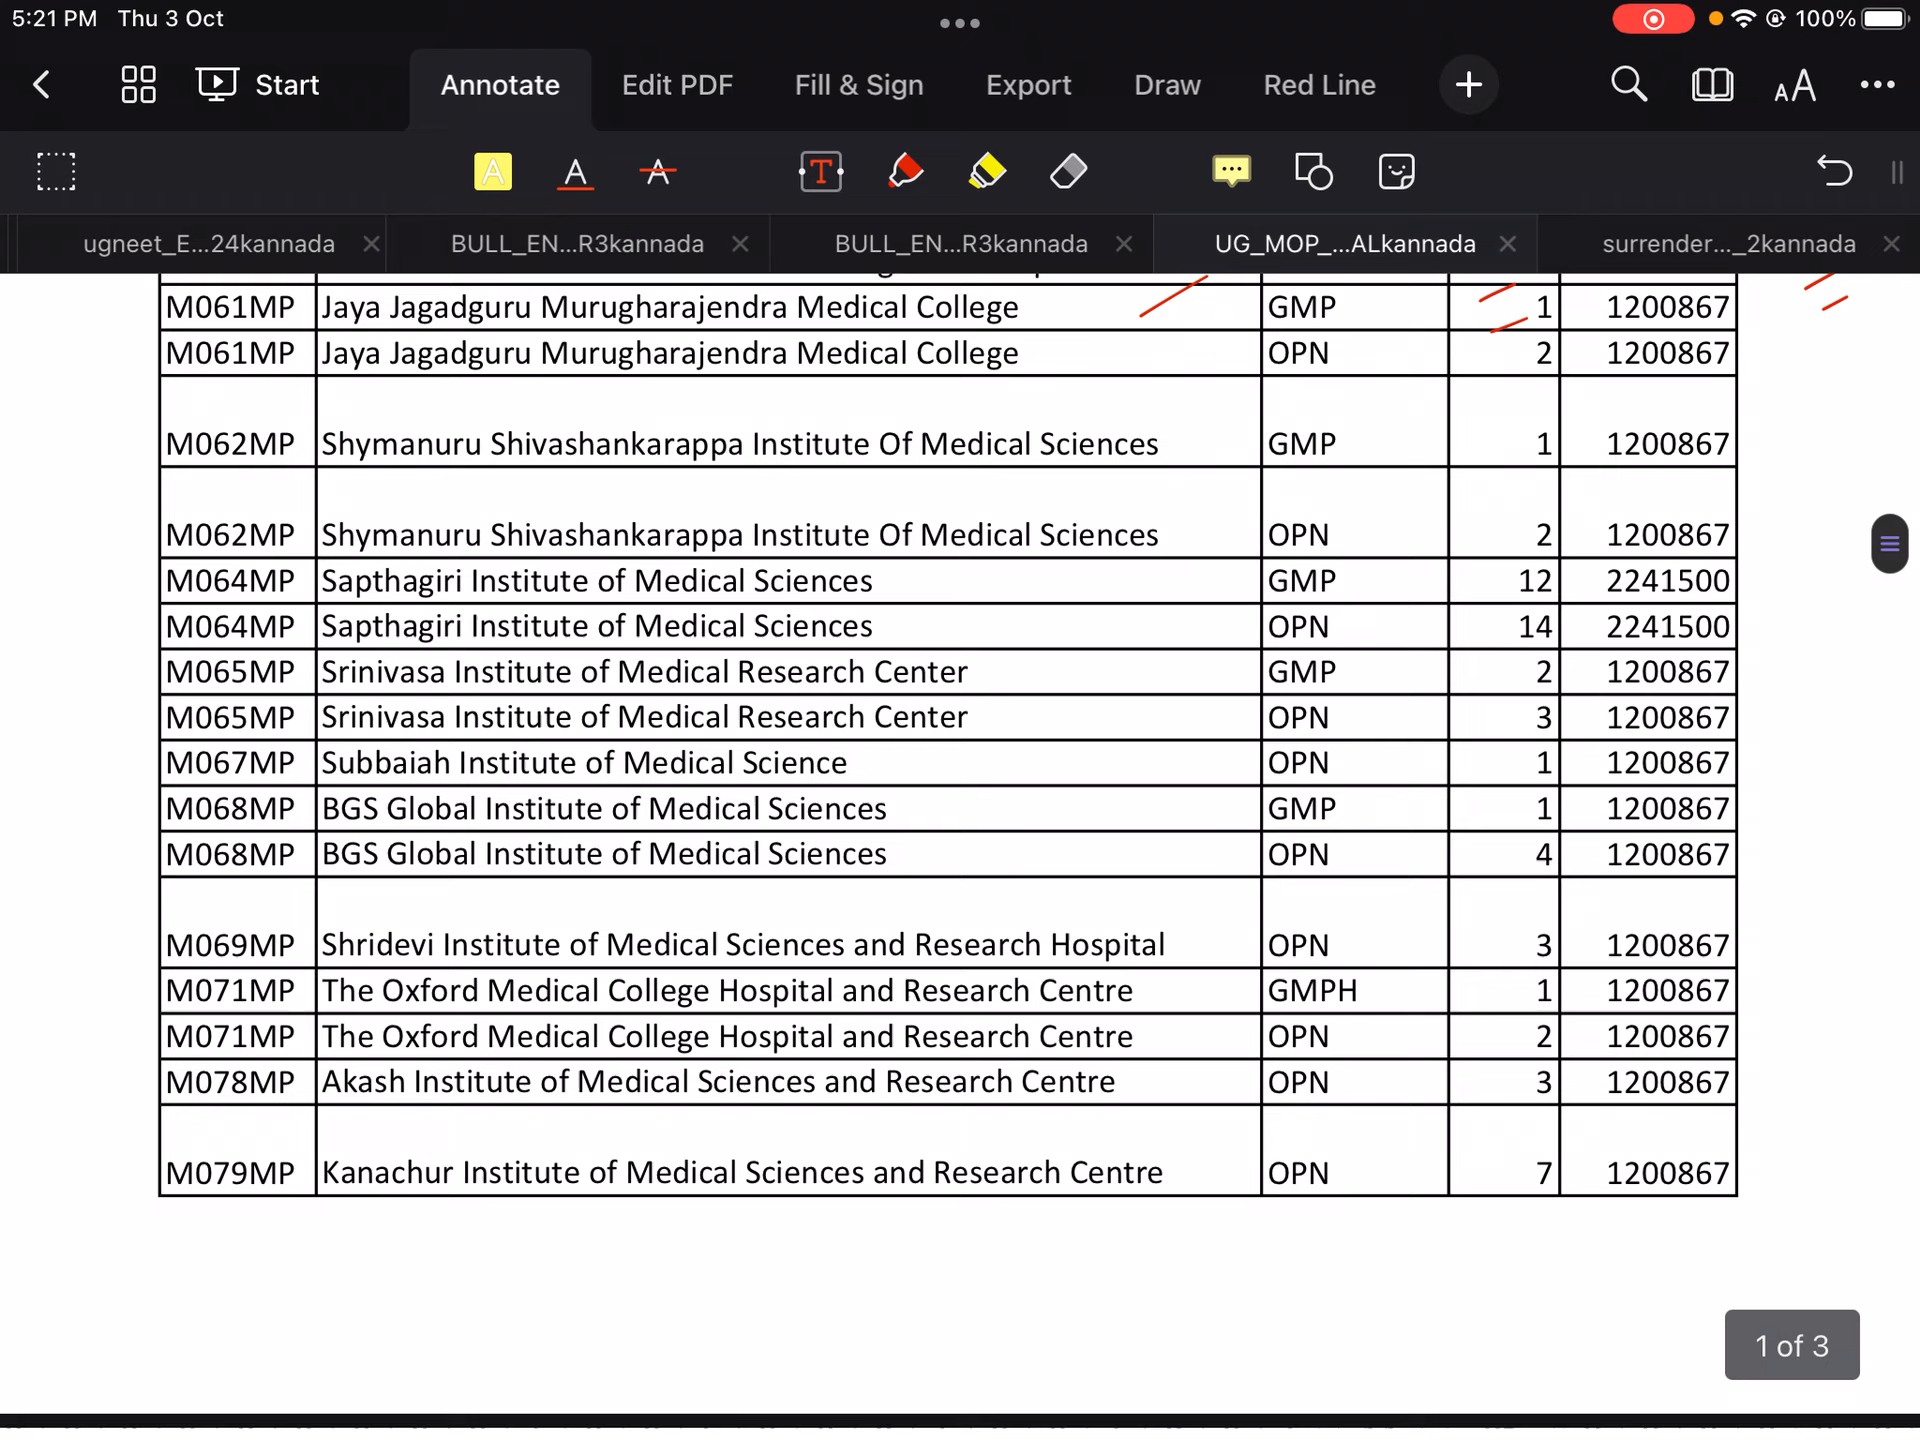 5:21 PM Thu 3 Oct 100%
Start Annotate Edit PDF Fill & Sign Export Draw Red Line
ugneet_E...24kannada BULL_EN...R3kannada BULL_EN...R3kannada UG_MOP_...ALkannada surrender..._2kannada
M061MP Jaya Jagadguru Murugharajendra Medical College GMP 1 1200867
M061MP Jaya Jagadguru Murugharajendra Medical College OPN 2 1200867
M062MP Shymanuru Shivashankarappa Institute Of Medical Sciences GMP 1 1200867
M062MP Shymanuru Shivashankarappa Institute Of Medical Sciences OPN 2 1200867
M064MP Sapthagiri Institute of Medical Sciences GMP 12 2241500
M064MP Sapthagiri Institute of Medical Sciences OPN 14 2241500
M065MP Srinivasa Institute of Medical Research Center GMP 2 1200867
M065MP Srinivasa Institute of Medical Research Center OPN 3 1200867
M067MP Subbaiah Institute of Medical Science OPN 1 1200867
M068MP BGS Global Institute of Medical Sciences GMP 1 1200867
M068MP BGS Global Institute of Medical Sciences OPN 4 1200867
M069MP Shridevi Institute of Medical Sciences and Research Hospital OPN 3 1200867
M071MP The Oxford Medical College Hospital and Research Centre GMPH 1 1200867
M071MP The Oxford Medical College Hospital and Research Centre OPN 2 1200867
M078MP Akash Institute of Medical Sciences and Research Centre OPN 3 1200867
M079MP Kanachur Institute of Medical Sciences and Research Centre OPN 7 1200867
1 of 3